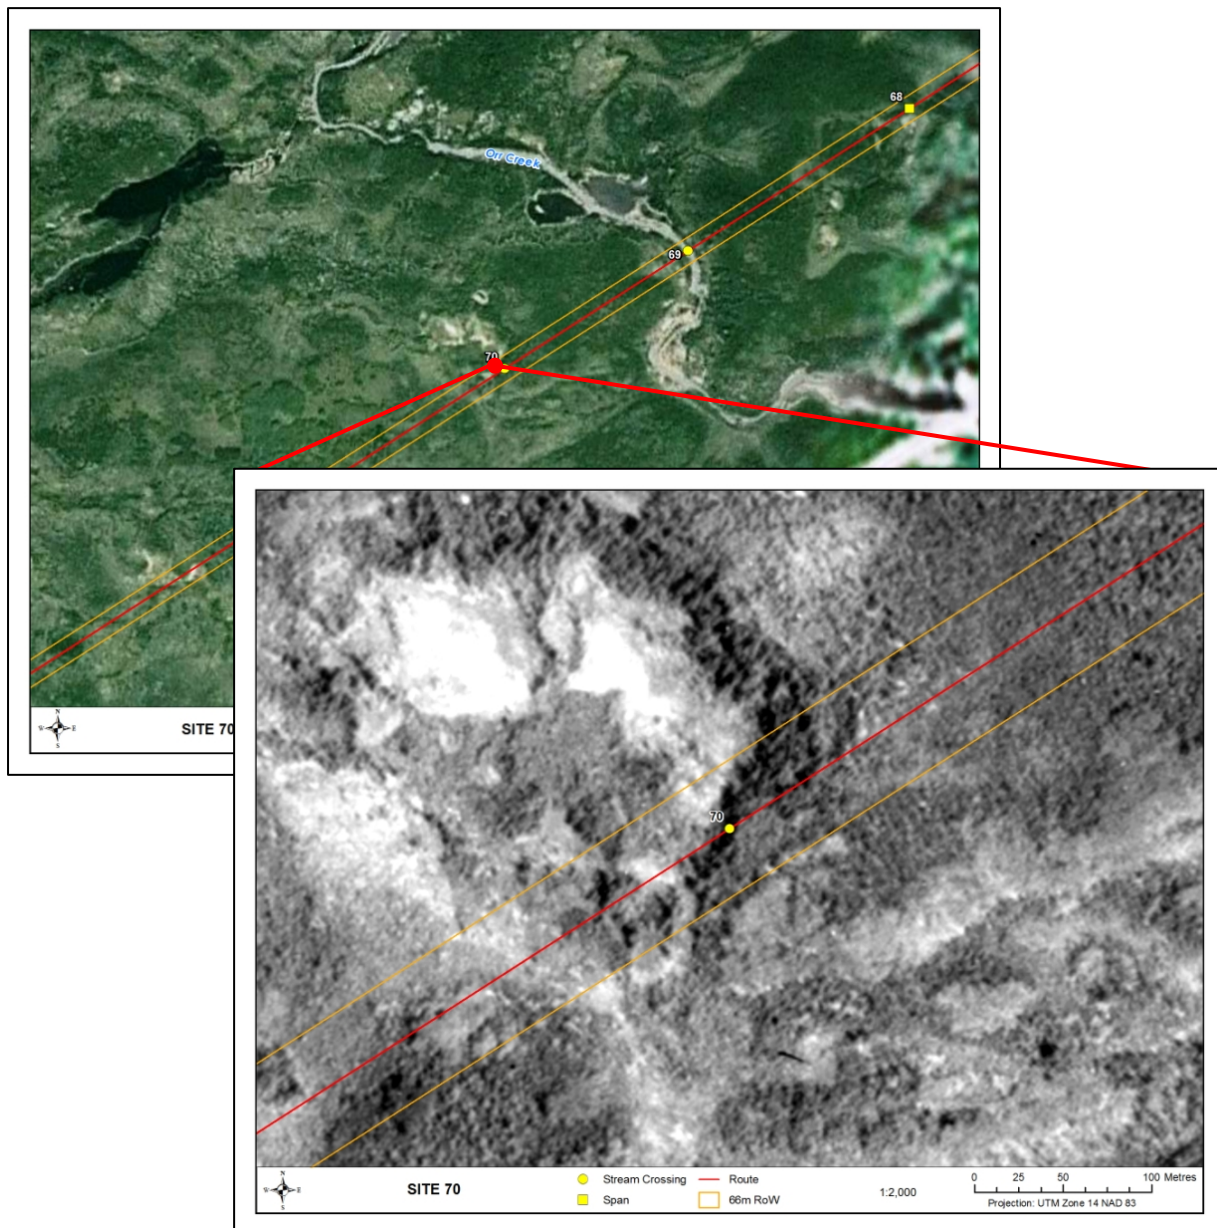 68
Orr Creek
69
70
N
W E
S
SITE 70
70
N
W E
S
SITE 70
Stream Crossing
Route
Span
66m RoW
1:2,000
0 25 50 100 Metres
Projection: UTM Zone 14 NAD 83